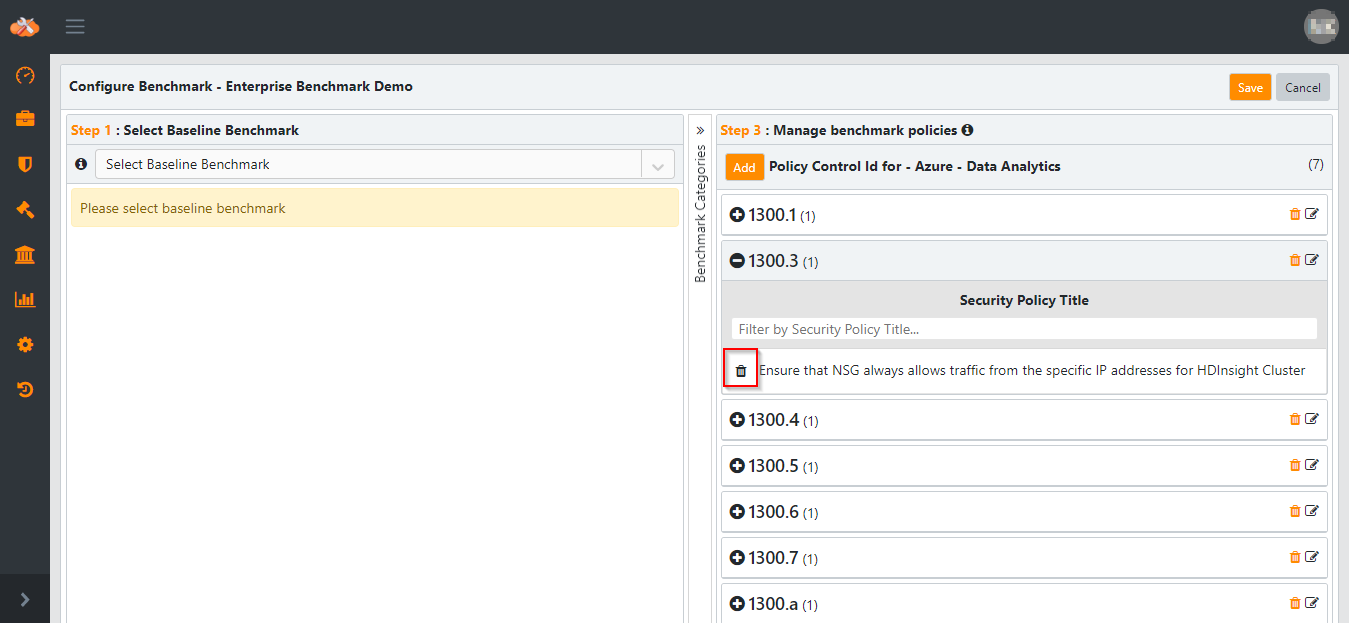 Configure Benchmark - Enterprise Benchmark Demo
Save
Cancel
Step 1 : Select Baseline Benchmark
Select Baseline Benchmark
Please select baseline benchmark
»
Benchmark Categories
Step 3 : Manage benchmark policies
Add Policy Control Id for - Azure - Data Analytics (7)
1300.1 (1)
1300.3 (1)
Security Policy Title
Filter by Security Policy Title...
Ensure that NSG always allows traffic from the specific IP addresses for HDInsight Cluster
1300.4 (1)
1300.5 (1)
1300.6 (1)
1300.7 (1)
1300.a (1)